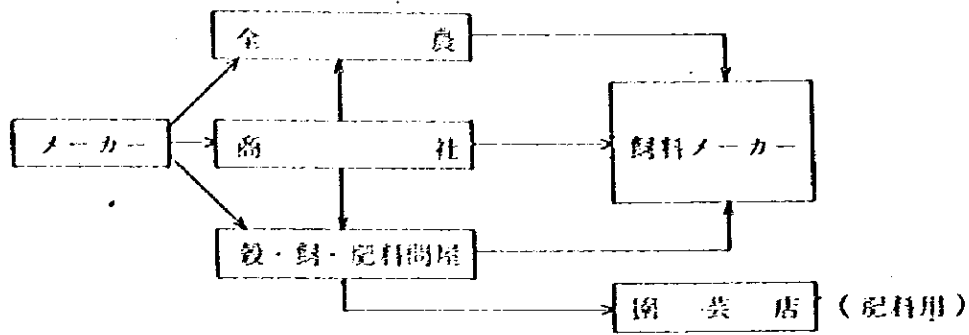 全農
メーカー
商社
飼料メーカー
穀・飼・肥料問屋
園芸店 (肥料用)